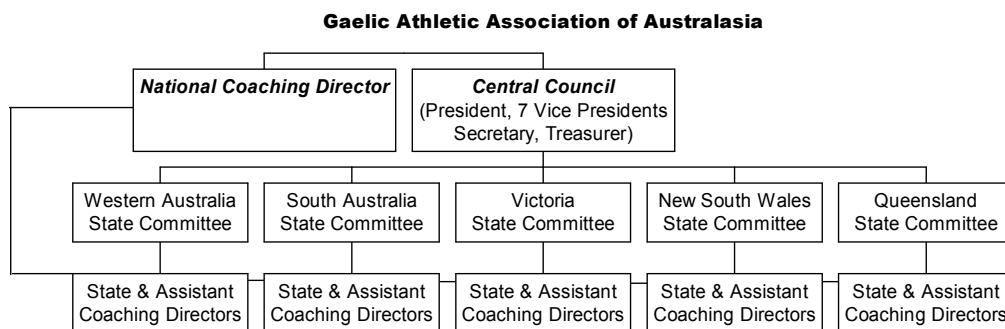 Gaelic Athletic Association of Australasia
National Coaching Director
Central Council
(President, 7 Vice Presidents
Secretary, Treasurer)
Western Australia
State Committee
South Australia
State Committee
Victoria
State Committee
New South Wales
State Committee
Queensland
State Committee
State & Assistant
Coaching Directors
State & Assistant
Coaching Directors
State & Assistant
Coaching Directors
State & Assistant
Coaching Directors
State & Assistant
Coaching Directors